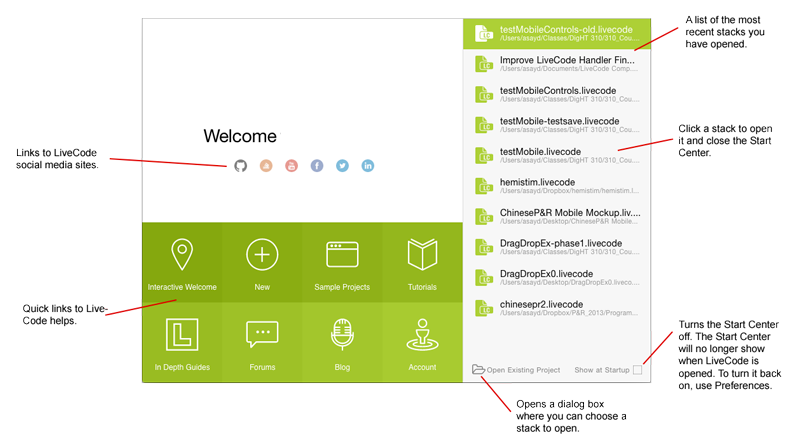 A list of the most
recent stacks you
have opened.
testMobileControls-old.livecode
/Users/asayd/Classes/DigHT 310/310_Cou....
Improve LiveCode Handler Fin...
/Users/asayd/Documents/LiveCode Comp...
testMobileControls.livecode
/Users/asayd/Classes/DigHT 310/310_Cou...
testMobile-testsave.livecode
/Users/asayd/Classes/DigHT 310/310_Cou...
testMobile.livecode
/Users/asayd/Classes/DigHT 310/310_Cou...
hemistim.livecode
/Users/asayd/Dropbox/hemistim/hemistim.l...
ChineseP&R Mobile Mockup.liv....
/Users/asayd/Desktop/ChineseP&R Mobile...
DragDropEx-phase1.livecode
/Users/asayd/Classes/DigHT 310/310_Cou...
DragDropEx0.livecode
/Users/asayd/Desktop/DragDropEx0.liveco...
chinesepr2.livecode
/Users/asayd/Dropbox/P&R_2013/Program...
Open Existing Project
Show at Startup
Click a stack to open
it and close the Start
Center.
Turns the Start Center
off. The Start Center
will no longer show
when LiveCode is
opened. To turn it back
on, use Preferences.
Welcome
Links to LiveCode
social media sites.
Interactive Welcome
New
Sample Projects
Tutorials
Quick links to Live-
Code helps.
In Depth Guides
Forums
Blog
Account
Opens a dialog box
where you can choose a
stack to open.